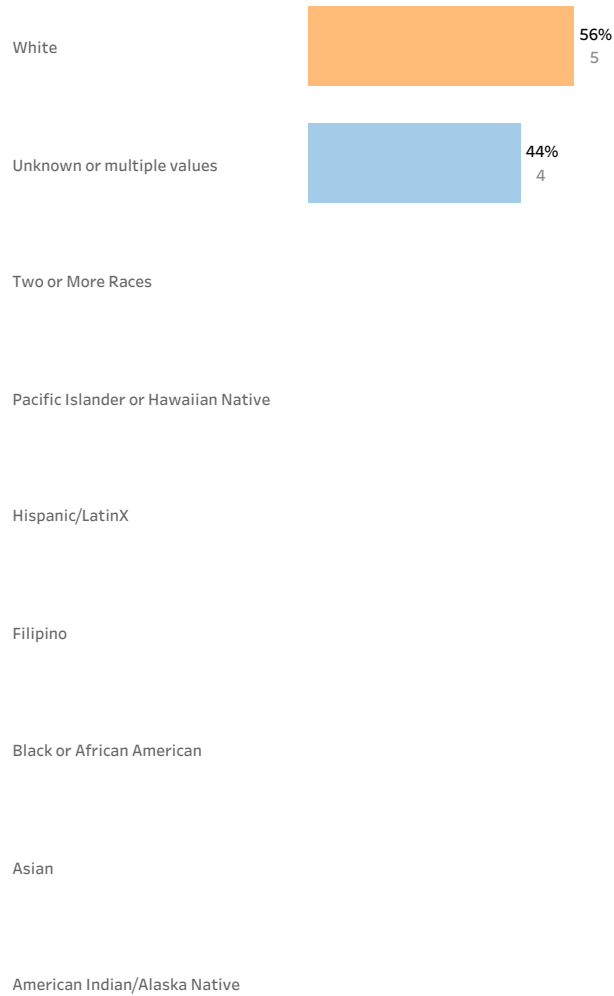 White
56%
5
Unknown or multiple values
44%
4
Two or More Races
Pacific Islander or Hawaiian Native
Hispanic/LatinX
Filipino
Black or African American
Asian
American Indian/Alaska Native